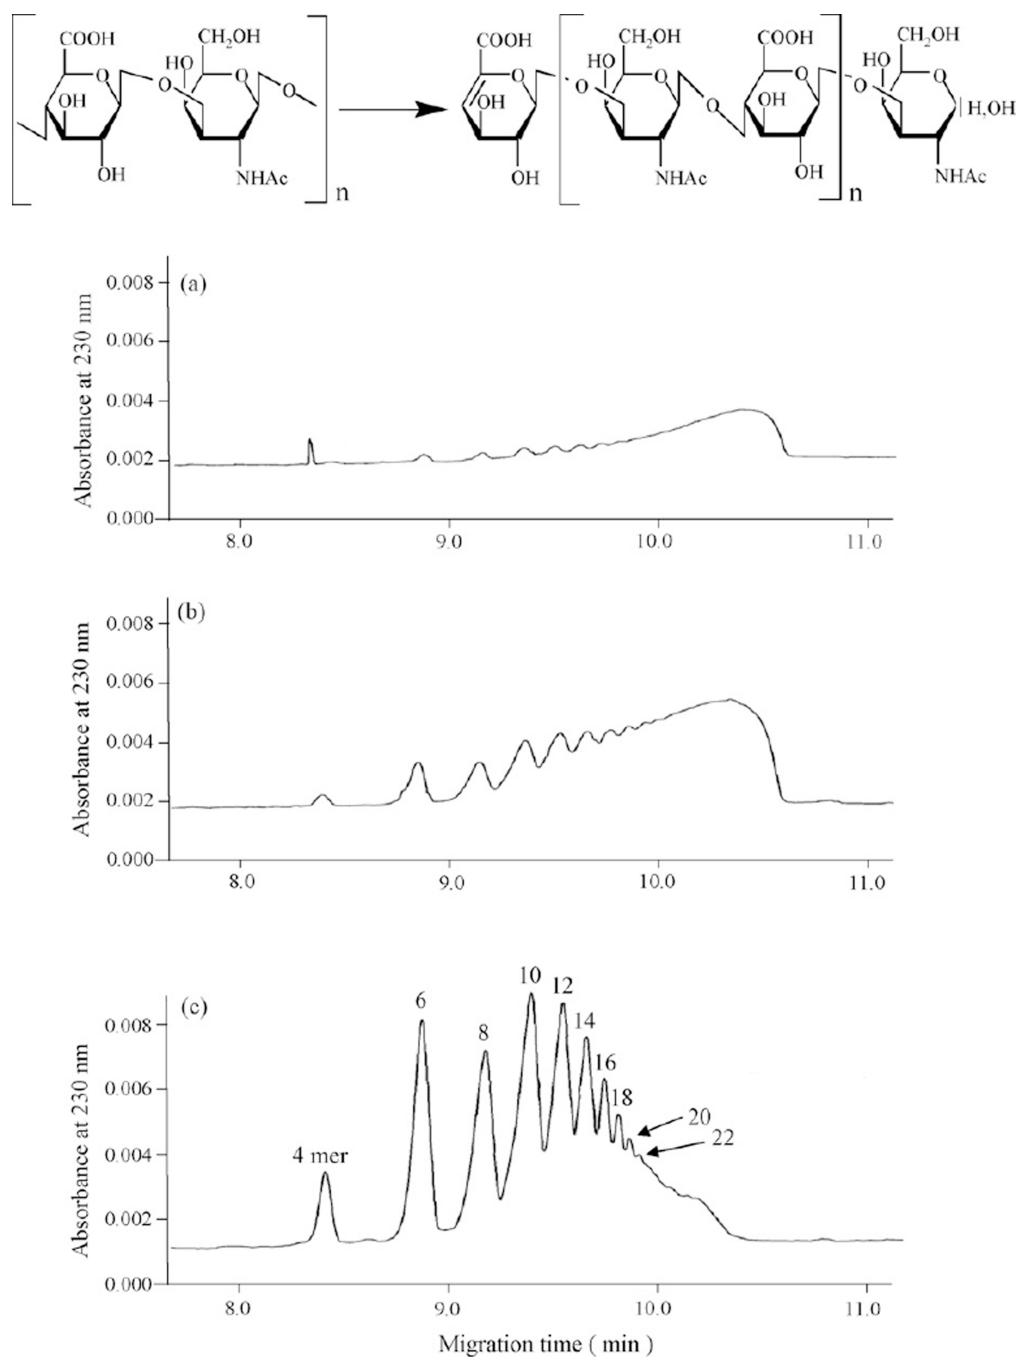 COOH
CH2OH
HO
O
O
O
O
OH
OH
NHAc
n
COOH
O
OH
OH
O
CH2OH
HO
O
NHAc
O
COOH
O
OH
OH
n
O
CH2OH
HO
O
H,OH
NHAc
(a)
Absorbance at 230 nm
0.008
0.006
0.004
0.002
0.000
8.0 9.0 10.0 11.0
(b)
Absorbance at 230 nm
0.008
0.006
0.004
0.002
0.000
8.0 9.0 10.0 11.0
(c)
Absorbance at 230 nm
0.008
0.006
0.004
0.002
0.000
4 mer
6
8
10
12
14
16
18
20
22
8.0 9.0 10.0 11.0
Migration time ( min )